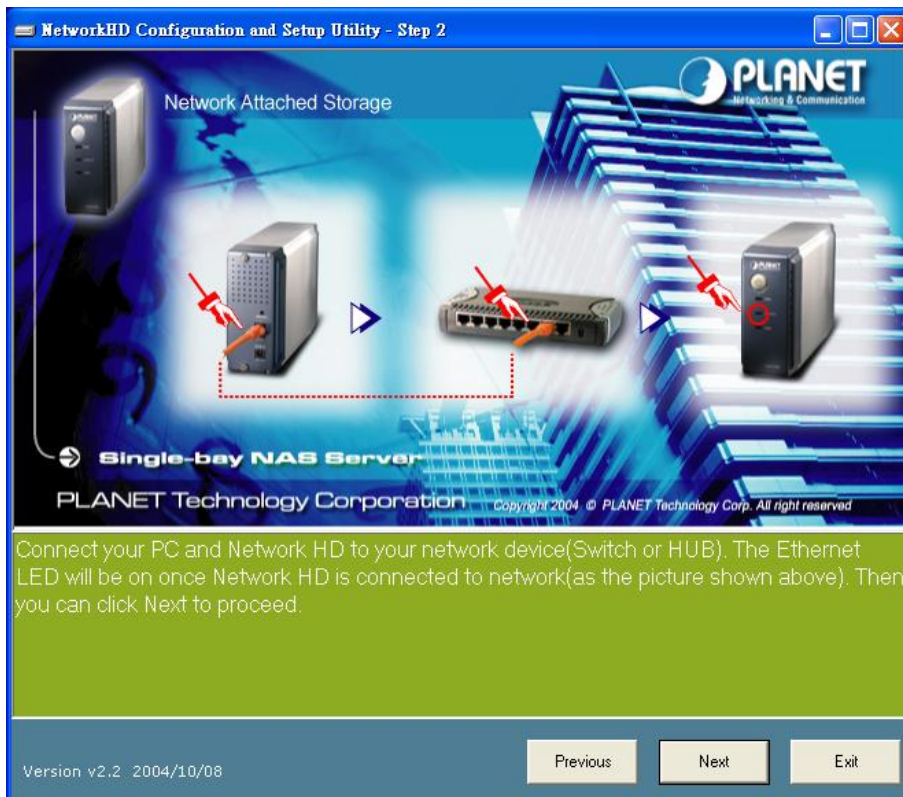 NetworkHD Configuration and Setup Utility - Step 2
PLANET
Networking & Communication
Network Attached Storage
PLANET
Single-bay NAS Server
PLANET Technology Corporation
Copyright 2004 © PLANET Technology Corp. All right reserved
Connect your PC and Network HD to your network device(Switch or HUB). The Ethernet
LED will be on once Network HD is connected to network(as the picture shown above). Then
you can click Next to proceed.
Version v2.2 2004/10/08
Previous
Next
Exit